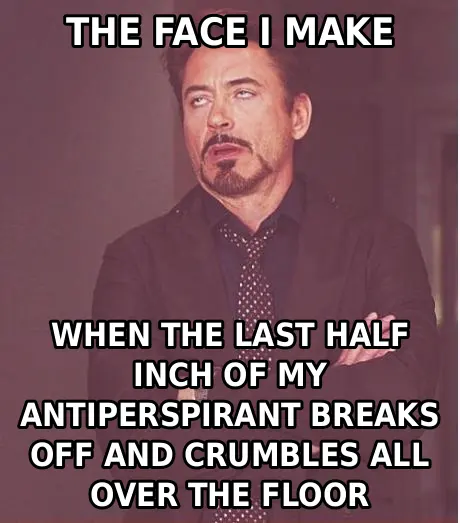 THE FACE I MAKE
WHEN THE LAST HALF
INCH OF MY
ANTIPERSPIRANT BREAKS
OFF AND CRUMBLES ALL
OVER THE FLOOR